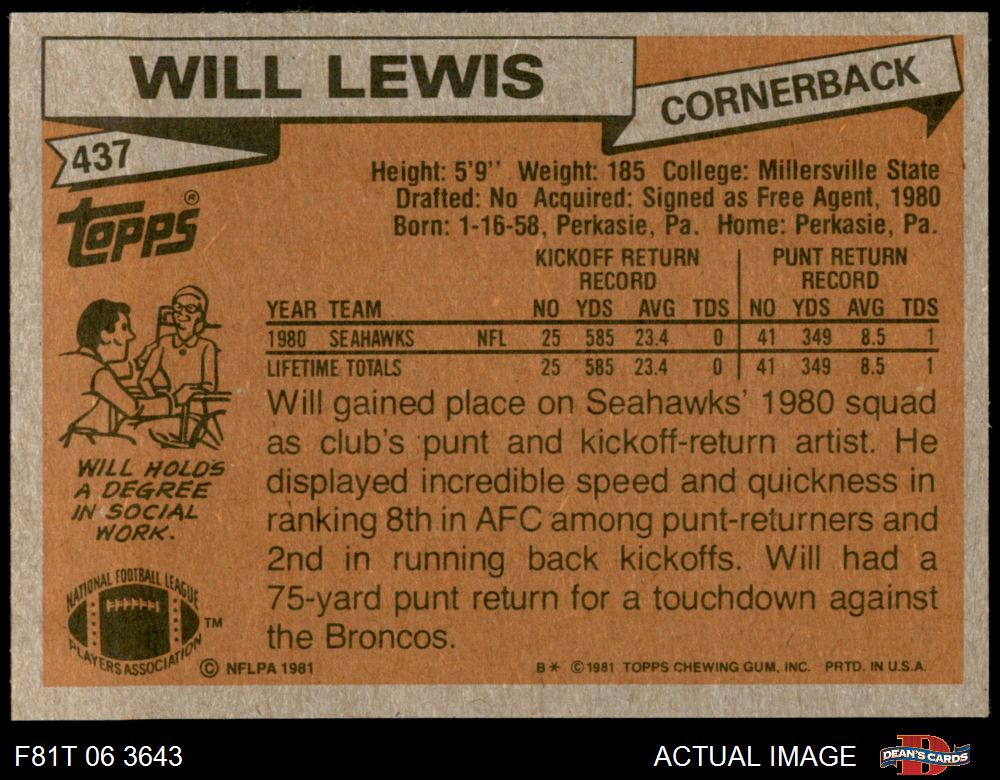 WILL LEWIS
CORNERBACK
437
Topps®
Height: 5'9'' Weight: 185 College: Millersville State
Drafted: No Acquired: Signed as Free Agent, 1980
Born: 1-16-58, Perkasie, Pa. Home: Perkasie, Pa.
KICKOFF RETURN RECORD PUNT RETURN RECORD
YEAR TEAM NO YDS AVG TDS NO YDS AVG TDS
1980 SEAHAWKS NFL 25 585 23.4 0 41 349 8.5 1
LIFETIME TOTALS 25 585 23.4 0 41 349 8.5 1
Will gained place on Seahawks' 1980 squad
as club's punt and kickoff-return artist. He
displayed incredible speed and quickness in
ranking 8th in AFC among punt-returners and
2nd in running back kickoffs. Will had a
75-yard punt return for a touchdown against
the Broncos.
WILL HOLDS
A DEGREE
IN SOCIAL
WORK.
NATIONAL FOOTBALL LEAGUE
PLAYERS ASSOCIATION
TM
© NFLPA 1981
B* ©1981 TOPPS CHEWING GUM, INC. PRTD. IN U.S.A.
F81T 06 3643
ACTUAL IMAGE
D
DEAN'S CARDS